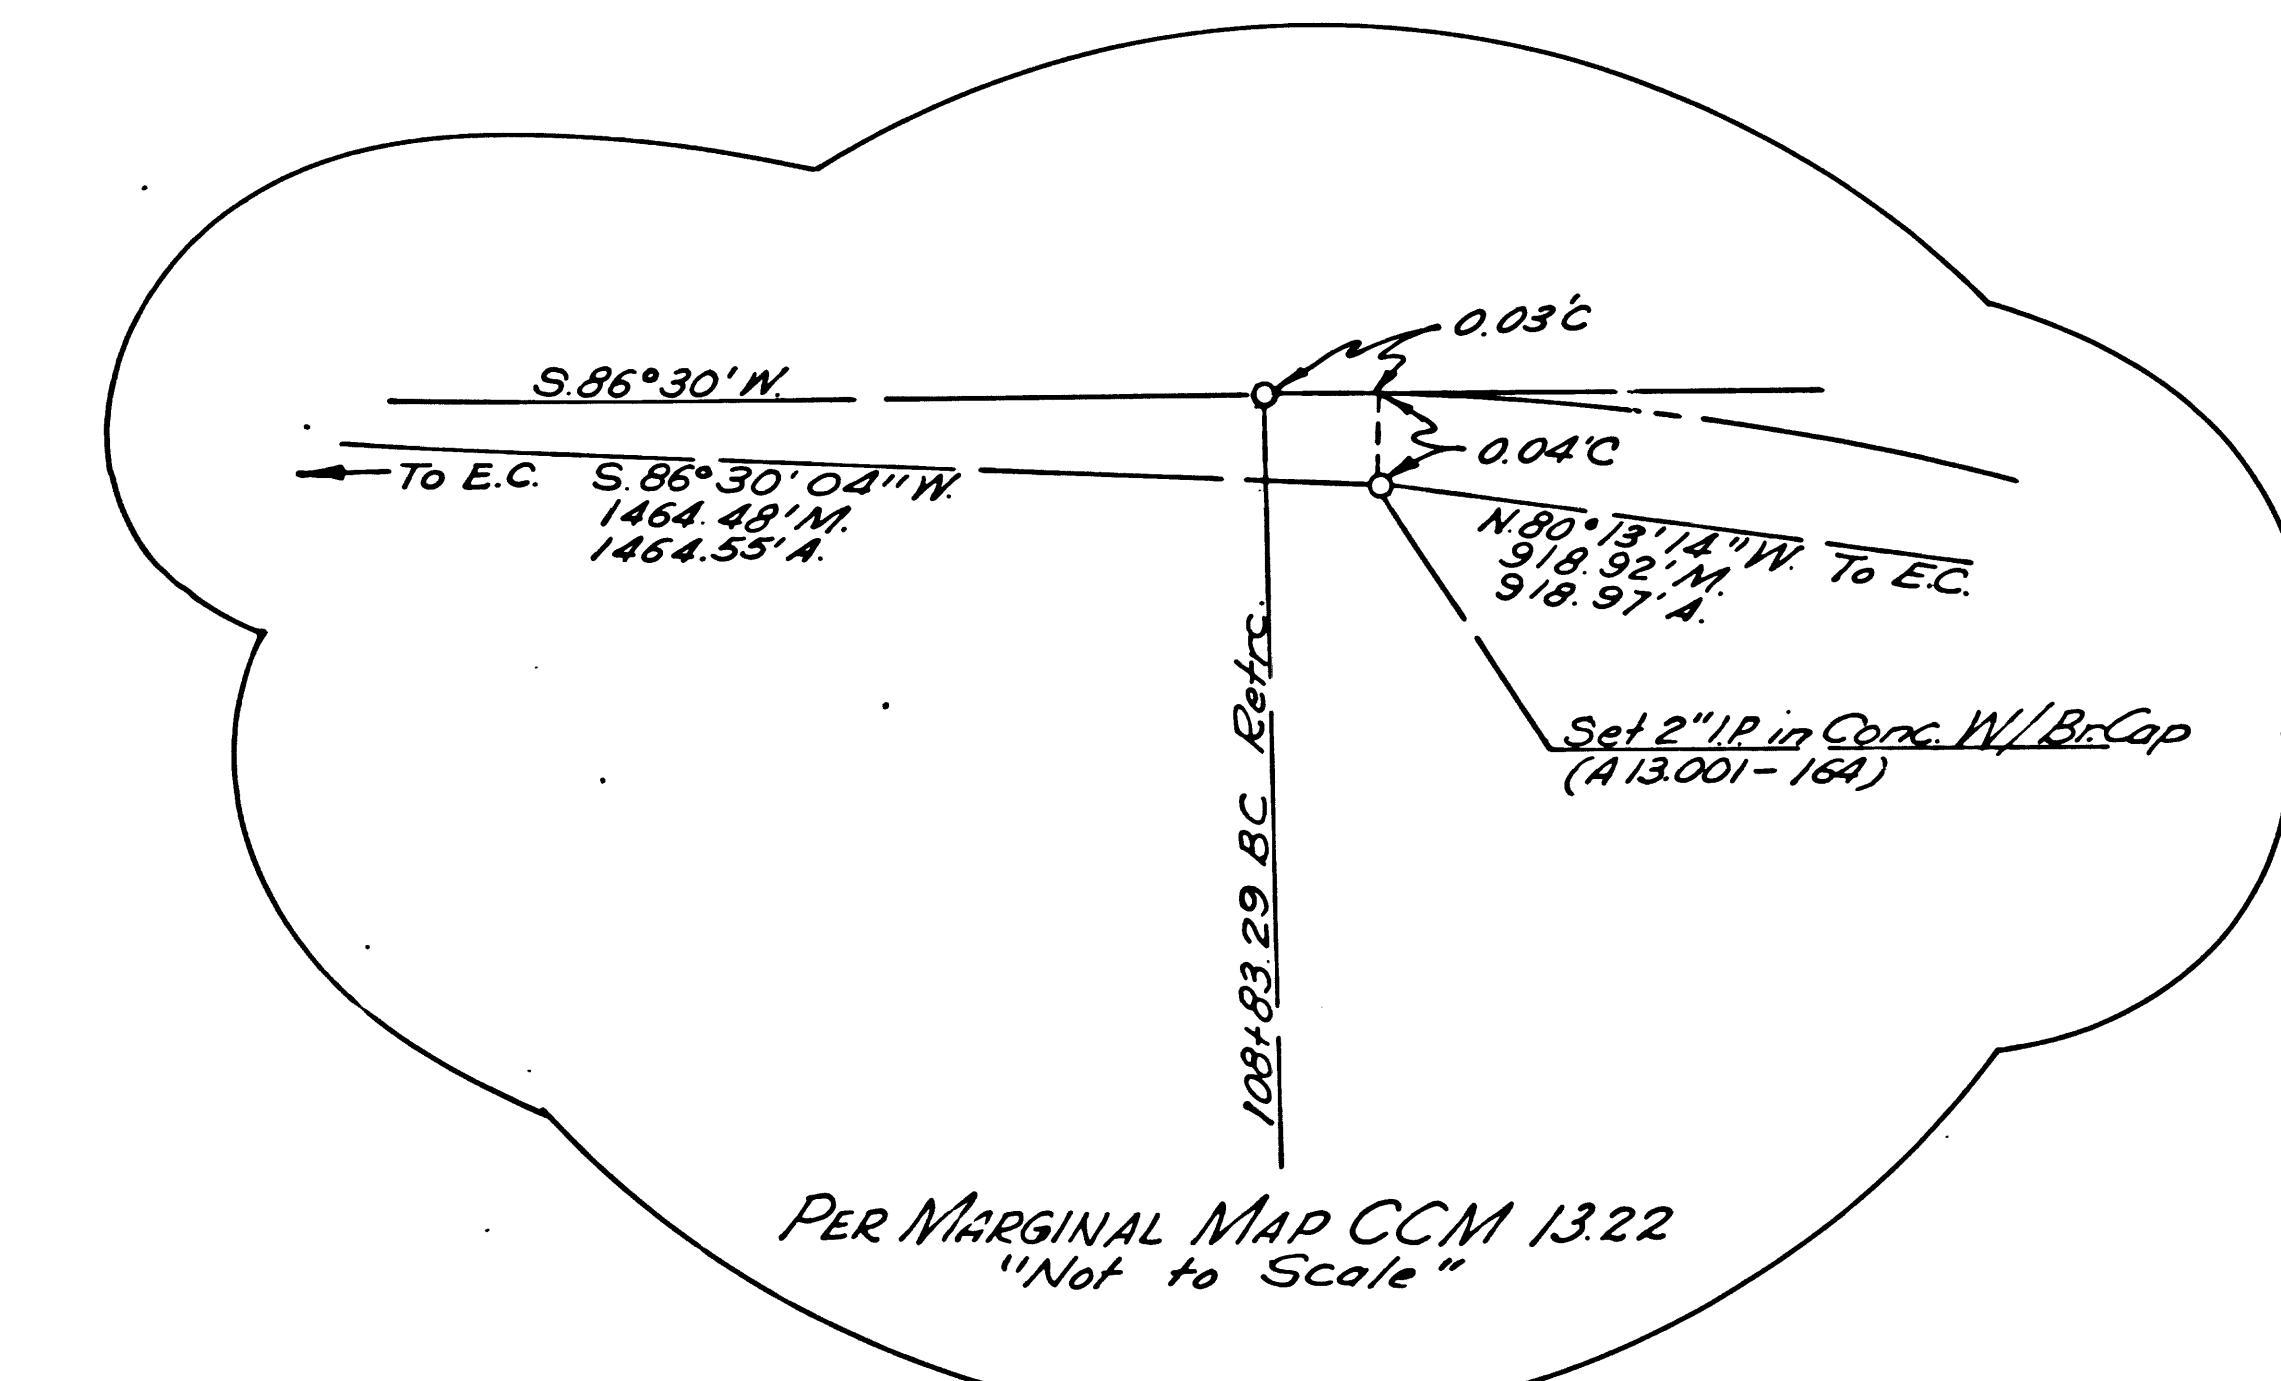 0.03'C
S.86°30'W.
0.04'C
To E.C. S.86°30'04"W.
1464.48'M.
1464.55'A.
N.80°13'14"W. To E.C.
918.92'M.
918.97'A.
108+83.29 BC Retrc.
Set 2" I.P. in Conc. W/Br.Cap
(A13.001-164)
PER MARGINAL MAP CCM 13.22
"Not to Scale"